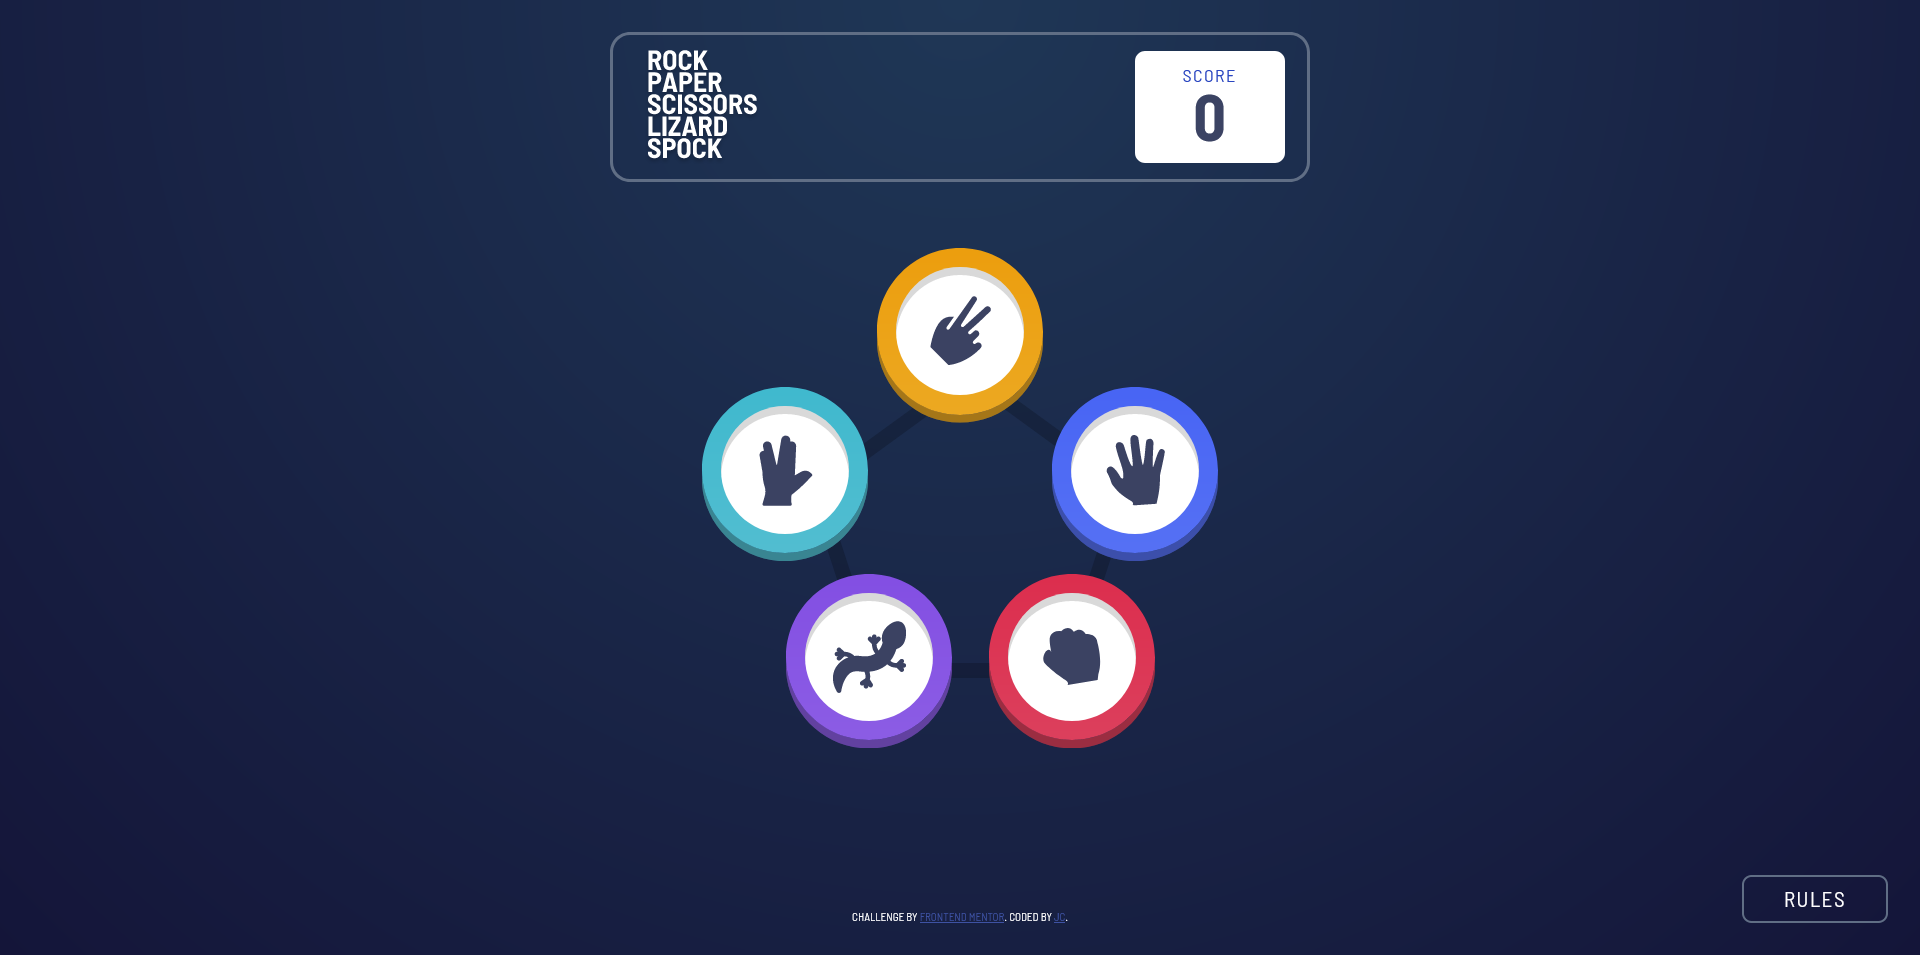 ROCK
PAPER
SCISSORS
LIZARD
SPOCK
SCORE
0
RULES
CHALLENGE BY FRONTEND MENTOR. CODED BY JC.